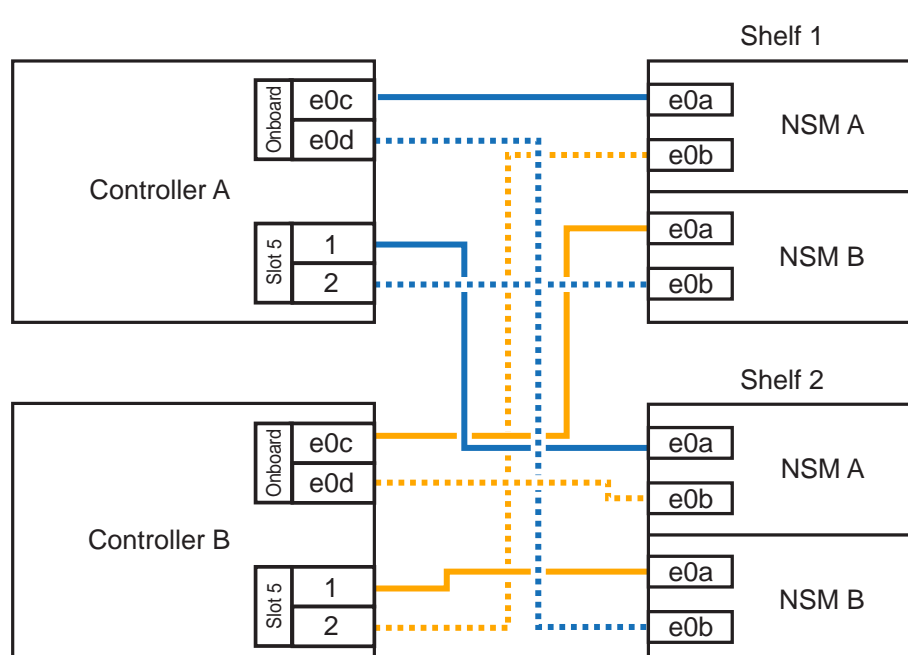 Shelf 1
Controller A
Onboard
e0c
e0d
Slot 5
1
2
e0a
e0b
NSM A
e0a
e0b
NSM B
Shelf 2
Controller B
Onboard
e0c
e0d
Slot 5
1
2
e0a
e0b
NSM A
e0a
e0b
NSM B